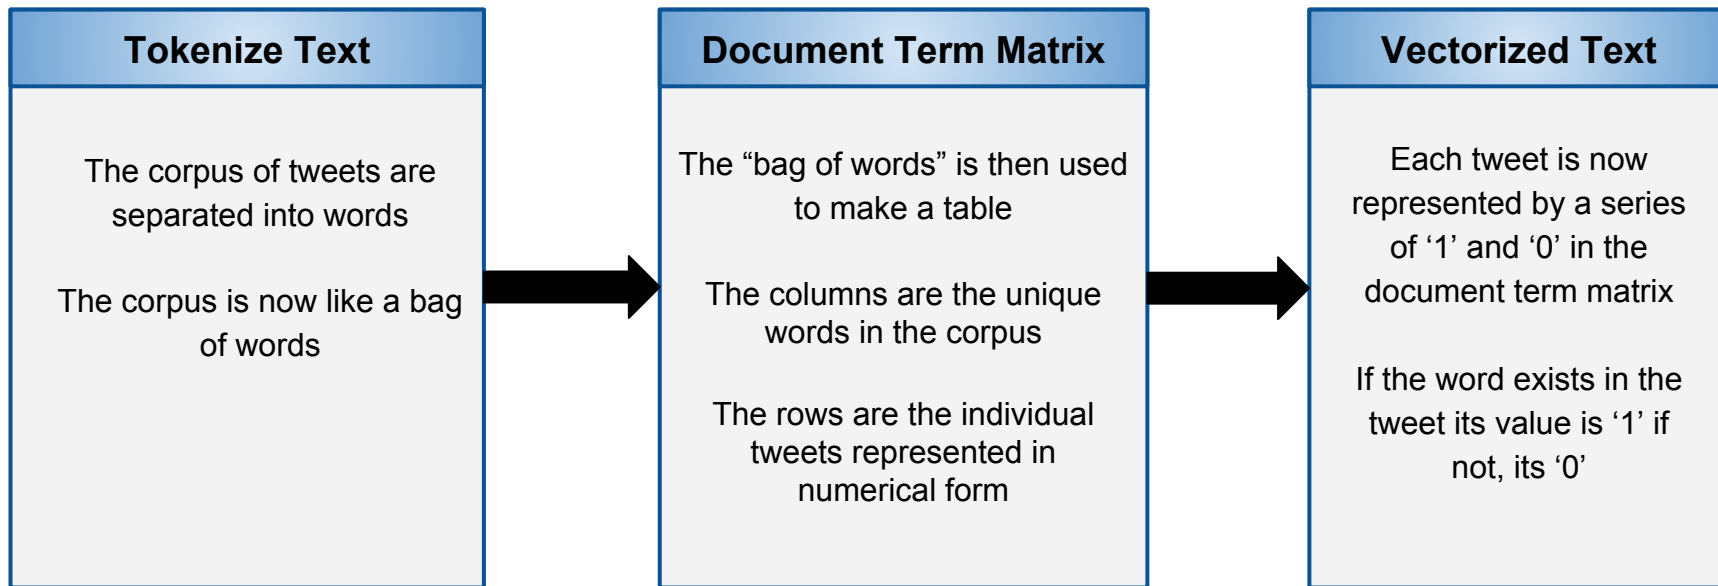 Tokenize Text
The corpus of tweets are
separated into words
The corpus is now like a bag
of words
Document Term Matrix
The “bag of words” is then used
to make a table
The columns are the unique
words in the corpus
The rows are the individual
tweets represented in
numerical form
Vectorized Text
Each tweet is now
represented by a series
of ‘1’ and ‘0’ in the
document term matrix
If the word exists in the
tweet its value is ‘1’ if
not, its ‘0’